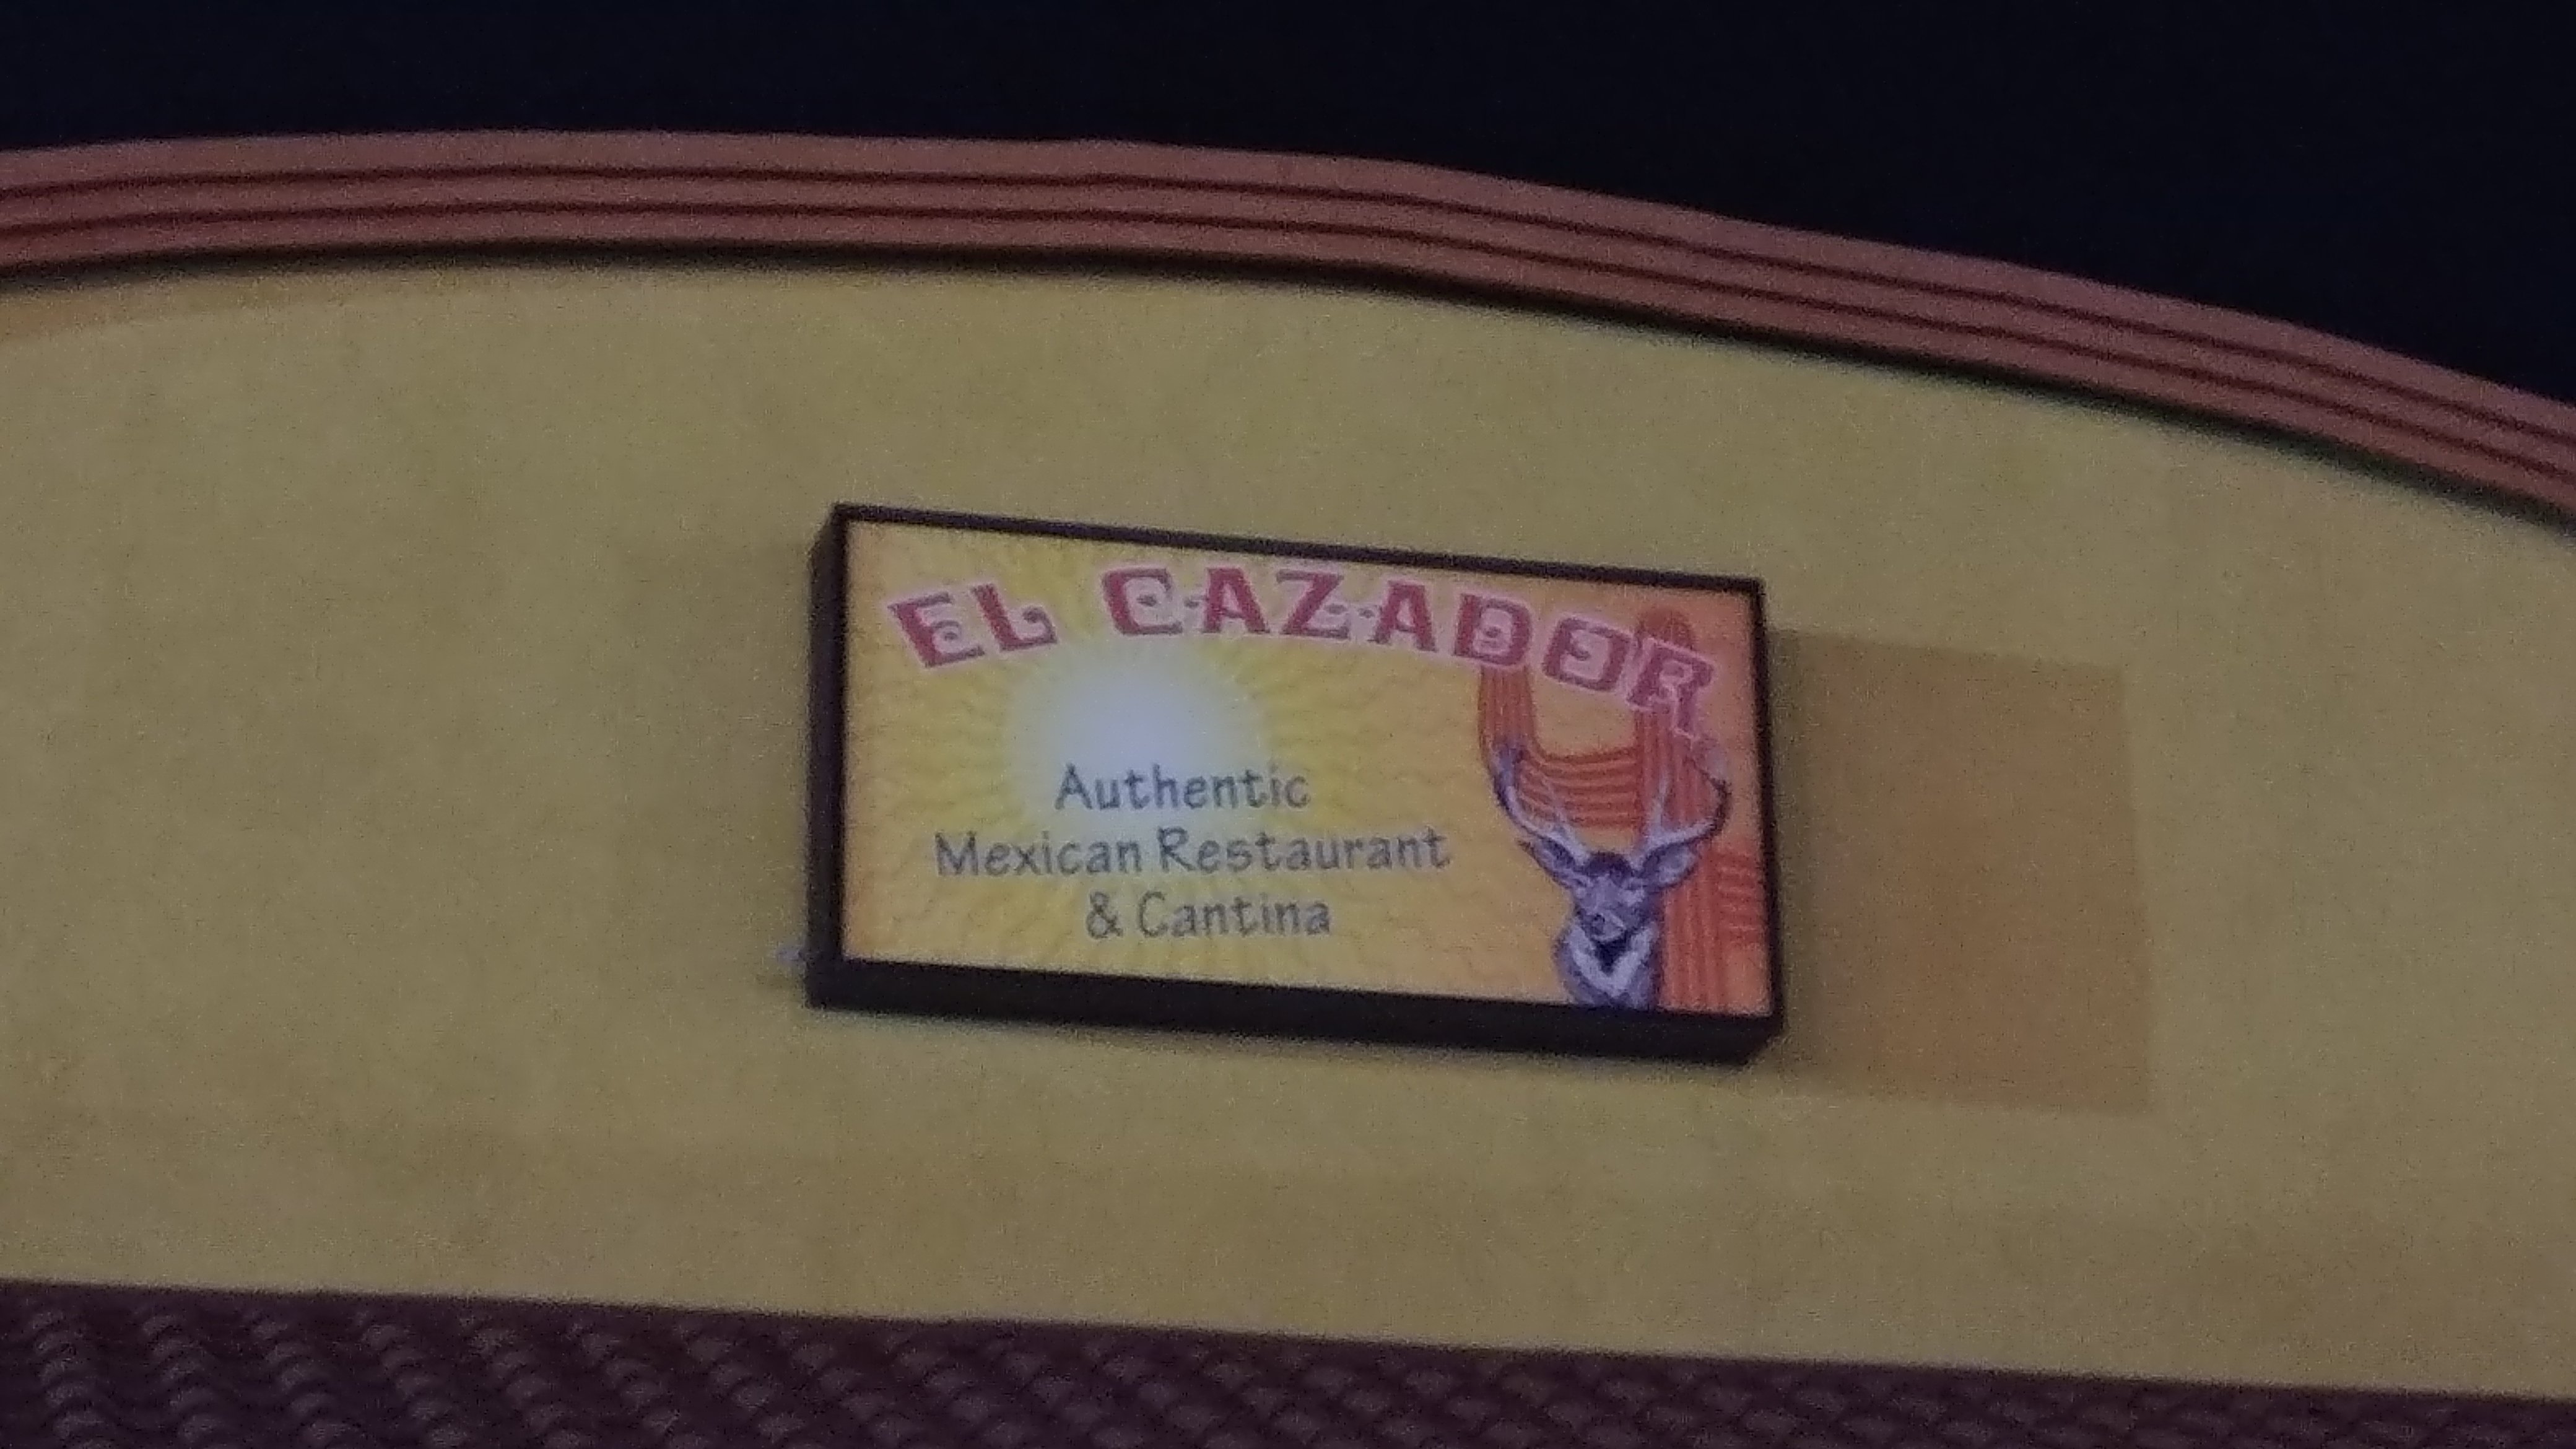 EL CAZADOR
Authentic
Mexican Restaurant
& Cantina